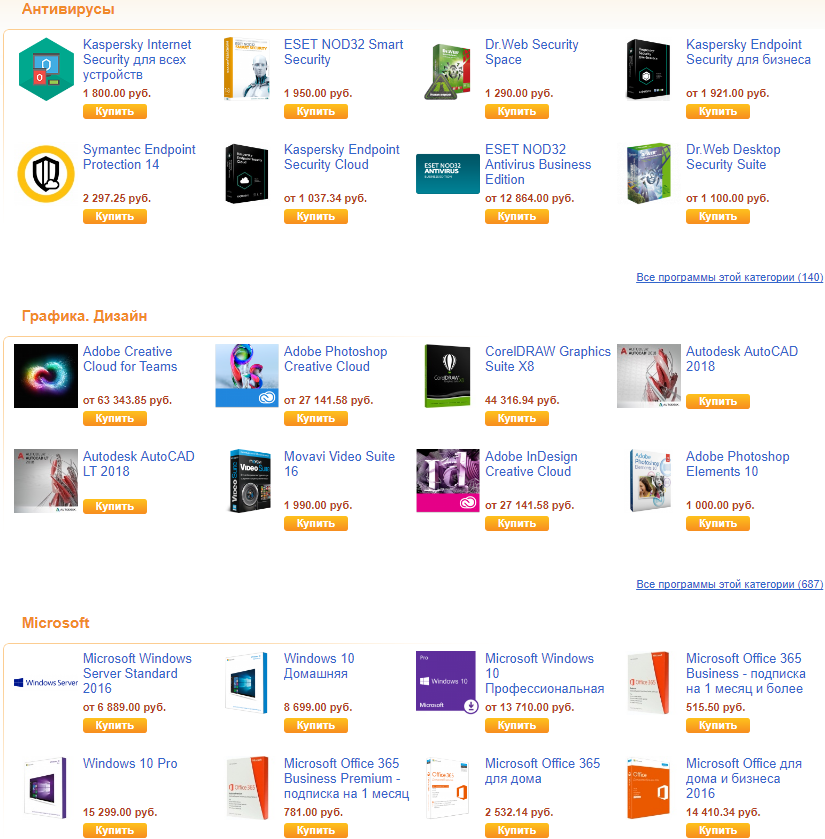 Антивирусы
Kaspersky Internet
Security для всех
устройств
1 800.00 руб.
Купить
ESET NOD32 Smart
Security
1 950.00 руб.
Купить
Dr.Web Security
Space
1 290.00 руб.
Купить
Kaspersky Endpoint
Security для бизнеса
от 1 921.00 руб.
Купить
Symantec Endpoint
Protection 14
2 297.25 руб.
Купить
Kaspersky Endpoint
Security Cloud
от 1 037.34 руб.
Купить
ESET NOD32
ANTIVIRUS
ESET NOD32
Antivirus Business
Edition
от 12 864.00 руб.
Купить
Dr.Web Desktop
Security Suite
от 1 100.00 руб.
Купить
Все программы этой категории (140)
Графика. Дизайн
Adobe Creative
Cloud for Teams
от 63 343.85 руб.
Купить
Adobe Photoshop
Creative Cloud
от 27 141.58 руб.
Купить
CorelDRAW
CorelDRAW Graphics
Suite X8
44 316.94 руб.
Купить
Autodesk AutoCAD
2018
Купить
Autodesk AutoCAD
LT 2018
Купить
Movavi Video Suite
16
1 990.00 руб.
Купить
Adobe InDesign
Creative Cloud
от 27 141.58 руб.
Купить
Adobe Photoshop
Elements 10
1 000.00 руб.
Купить
Все программы этой категории (687)
Microsoft
Windows Server
Microsoft Windows
Server Standard
2016
от 6 889.00 руб.
Купить
Windows 10
Домашняя
8 699.00 руб.
Купить
Pro
Windows 10
Microsoft
Microsoft Windows
10
Профессиональная
от 13 710.00 руб.
Купить
Microsoft Office 365
Business - подписка
на 1 месяц и более
515.50 руб.
Купить
Windows 10 Pro
15 299.00 руб.
Купить
Microsoft Office 365
Business Premium -
подписка на 1 месяц
781.00 руб.
Купить
Microsoft Office 365
для дома
2 532.14 руб.
Купить
Office
Microsoft Office для
дома и бизнеса
2016
14 410.34 руб.
Купить